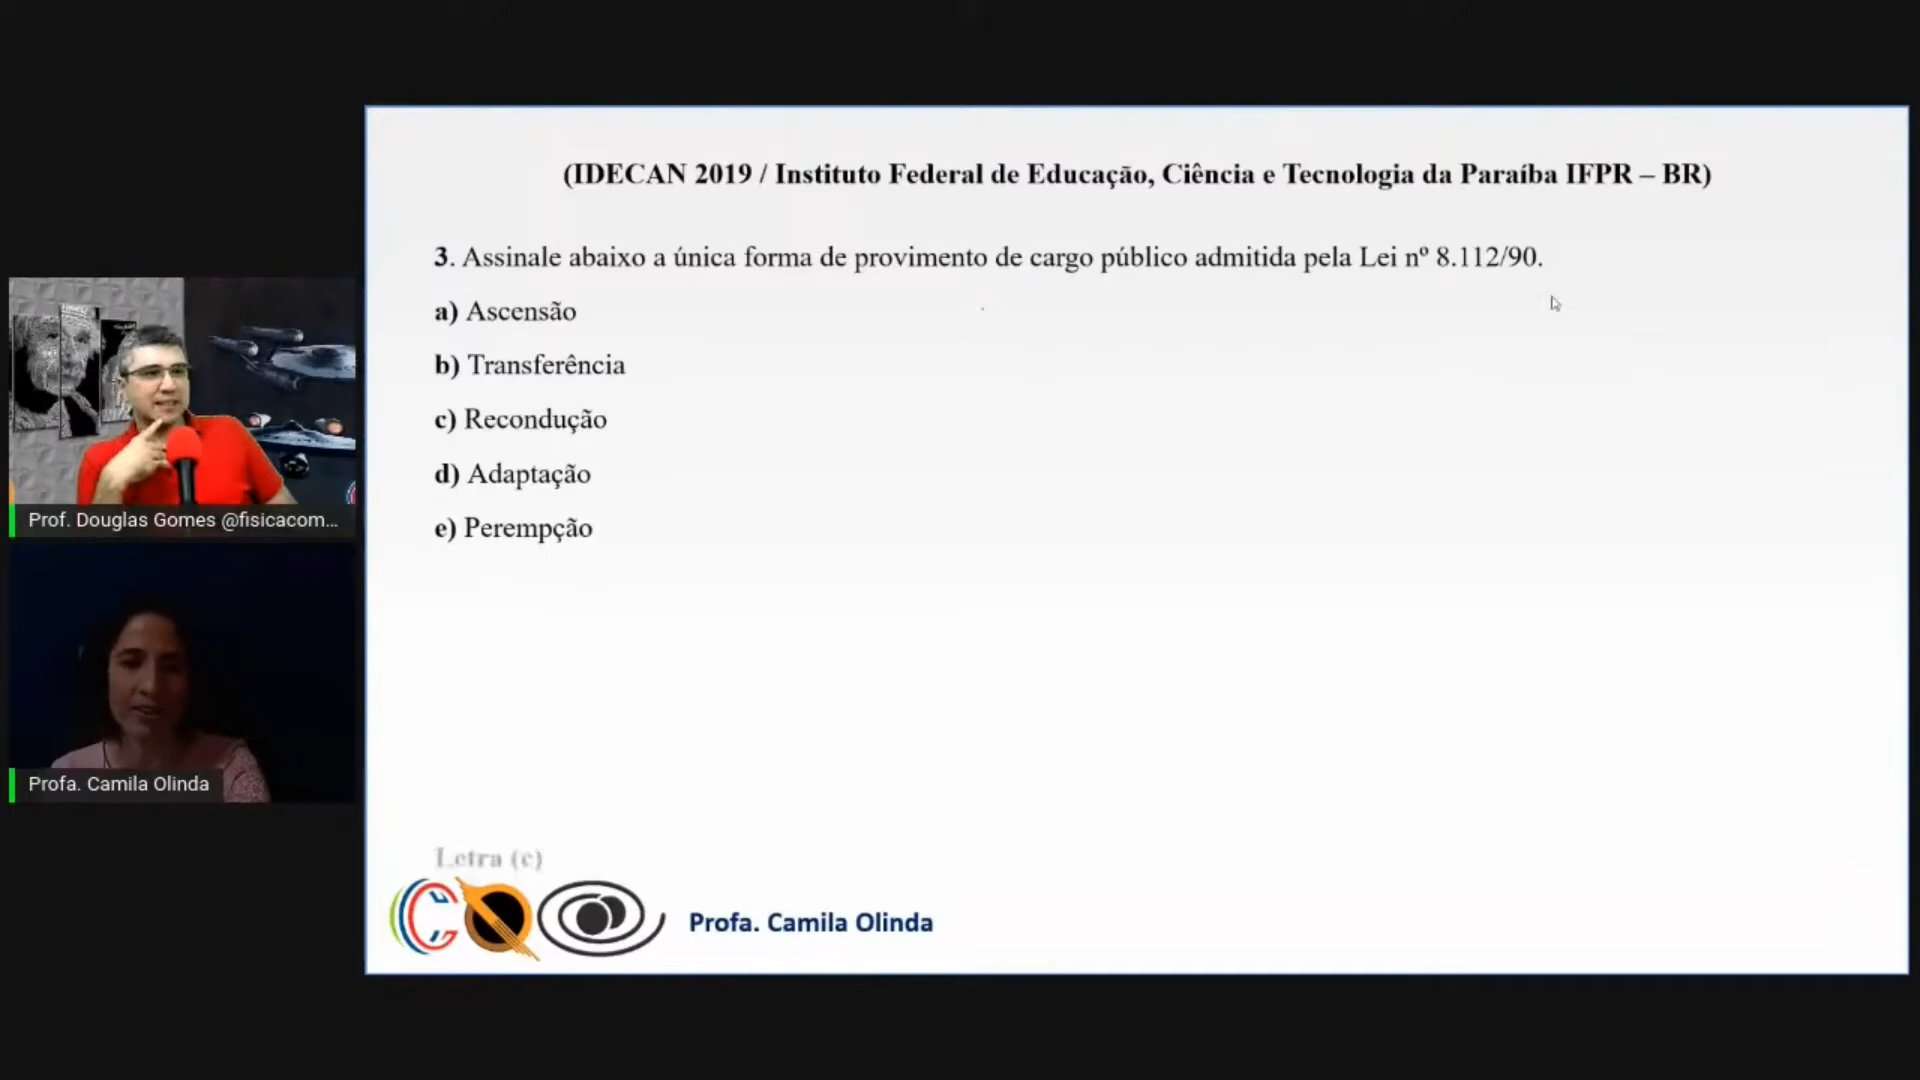 (IDECAN 2019 / Instituto Federal de Educação, Ciência e Tecnologia da Paraíba IFPR – BR)
3. Assinale abaixo a única forma de provimento de cargo público admitida pela Lei nº 8.112/90.
a) Ascensão
b) Transferência
c) Recondução
d) Adaptação
e) Perempção
Letra (c)
Profa. Camila Olinda
Prof. Douglas Gomes @fisicacom...
Profa. Camila Olinda